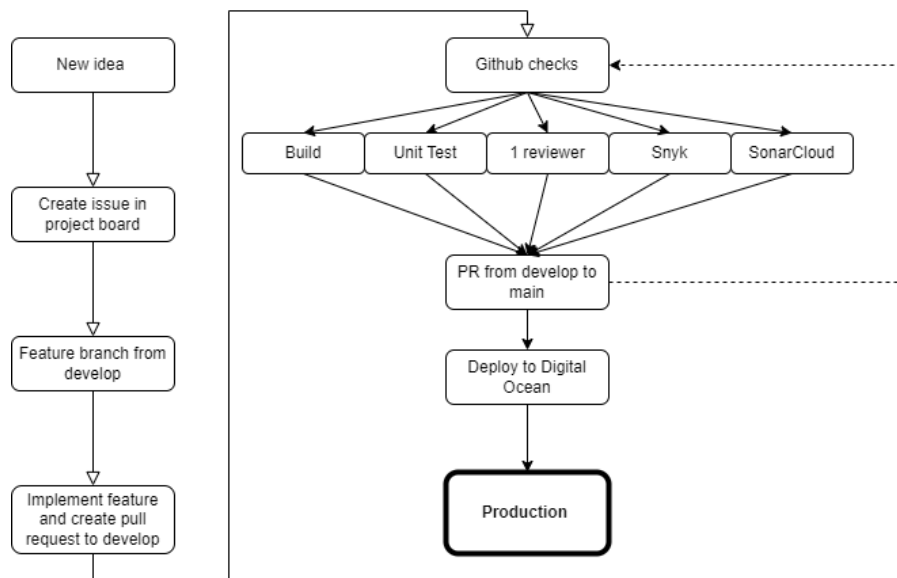 New idea
Create issue in
project board
Feature branch from
develop
Implement feature
and create pull
request to develop
Github checks
Build
Unit Test
1 reviewer
Snyk
SonarCloud
PR from develop to
main
Deploy to Digital
Ocean
Production